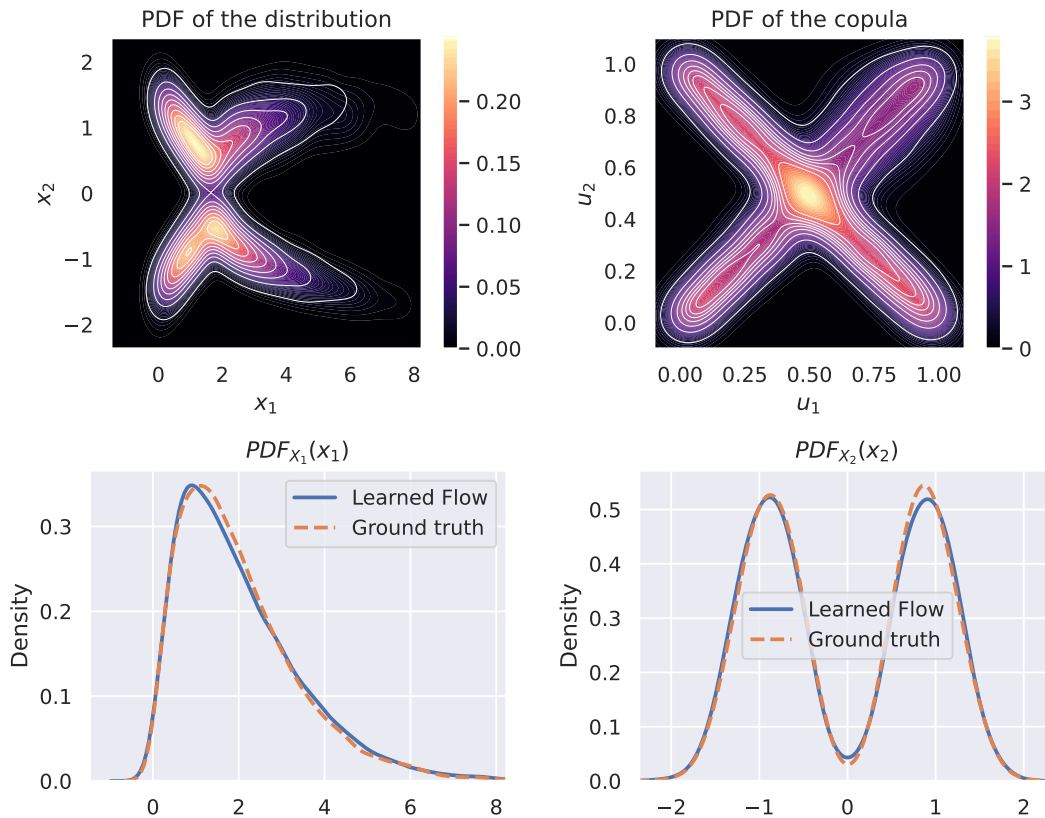 PDF of the distribution
PDF of the copula
2
1
0
−1
−2
x₂
0 2 4 6 8
x₁
0.20
0.15
0.10
0.05
0.00
1.0
0.8
0.6
0.4
0.2
0.0
u₂
0.00 0.25 0.50 0.75 1.00
u₁
3
2
1
0
PDF_{X₁}(x₁)
Learned Flow
Ground truth
Density
0.3
0.2
0.1
0.0
0 2 4 6 8
PDF_{X₂}(x₂)
Learned Flow
Ground truth
Density
0.5
0.4
0.3
0.2
0.1
0.0
−2 −1 0 1 2